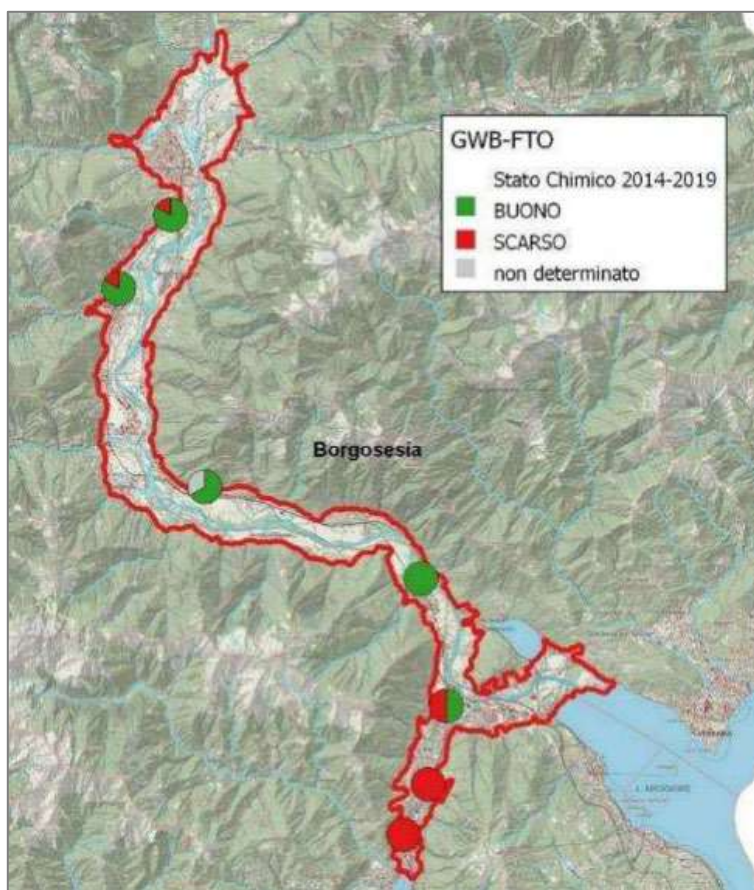 GWB-FTO
Stato Chimico 2014-2019
BUONO
SCARSO
non determinato
Borgosesia